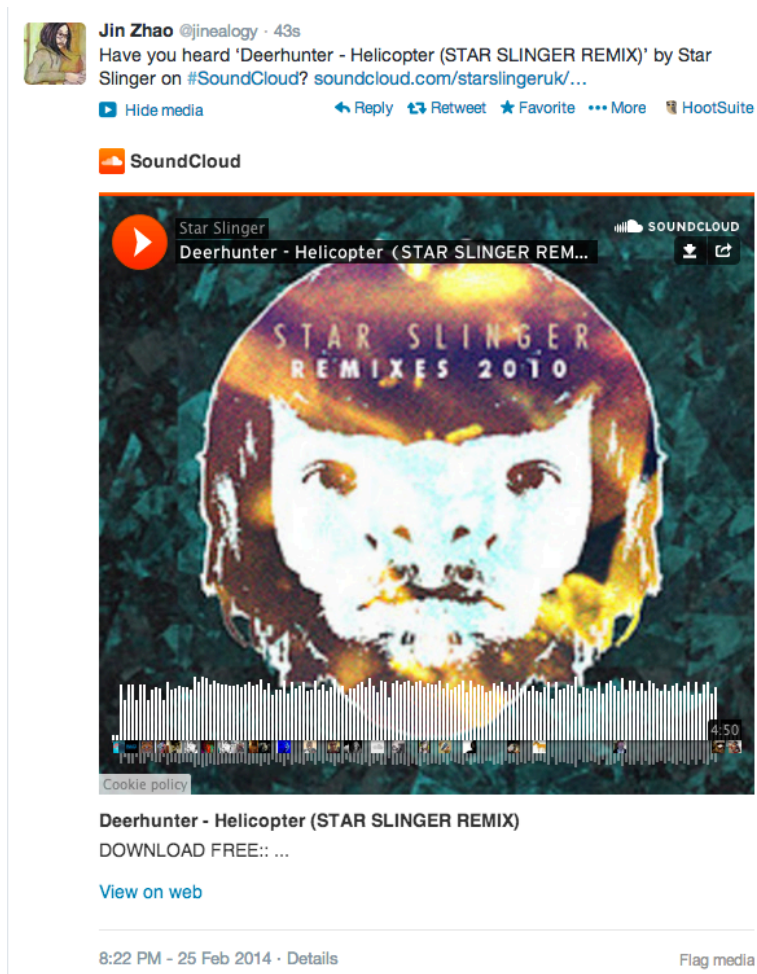 Jin Zhao @jinealogy · 43s
Have you heard ‘Deerhunter - Helicopter (STAR SLINGER REMIX)’ by Star
Slinger on #SoundCloud? soundcloud.com/starslingeruk/…
Hide media Reply Retweet Favorite More HootSuite
SoundCloud
Star Slinger SOUNDCLOUD
Deerhunter - Helicopter (STAR SLINGER REM...
STAR SLINGER
REMIXES 2010
4:50
Cookie policy
Deerhunter - Helicopter (STAR SLINGER REMIX)
DOWNLOAD FREE:: ...
View on web
8:22 PM - 25 Feb 2014 · Details Flag media